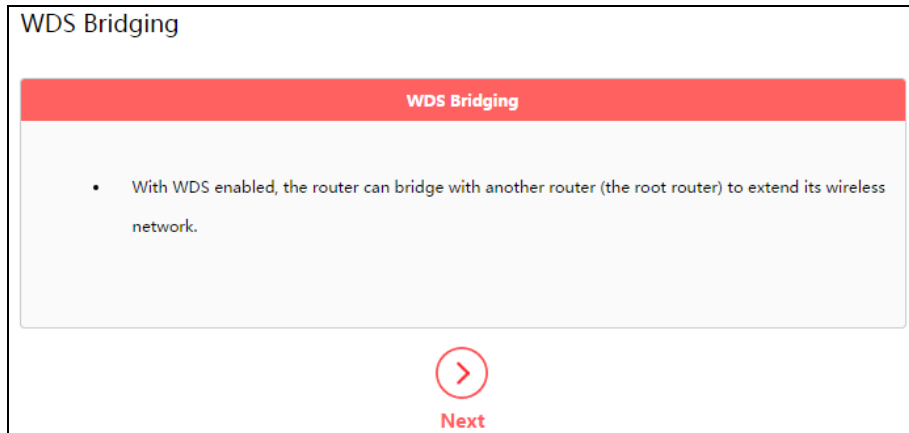 WDS Bridging
WDS Bridging
• With WDS enabled, the router can bridge with another router (the root router) to extend its wireless
network.
Next